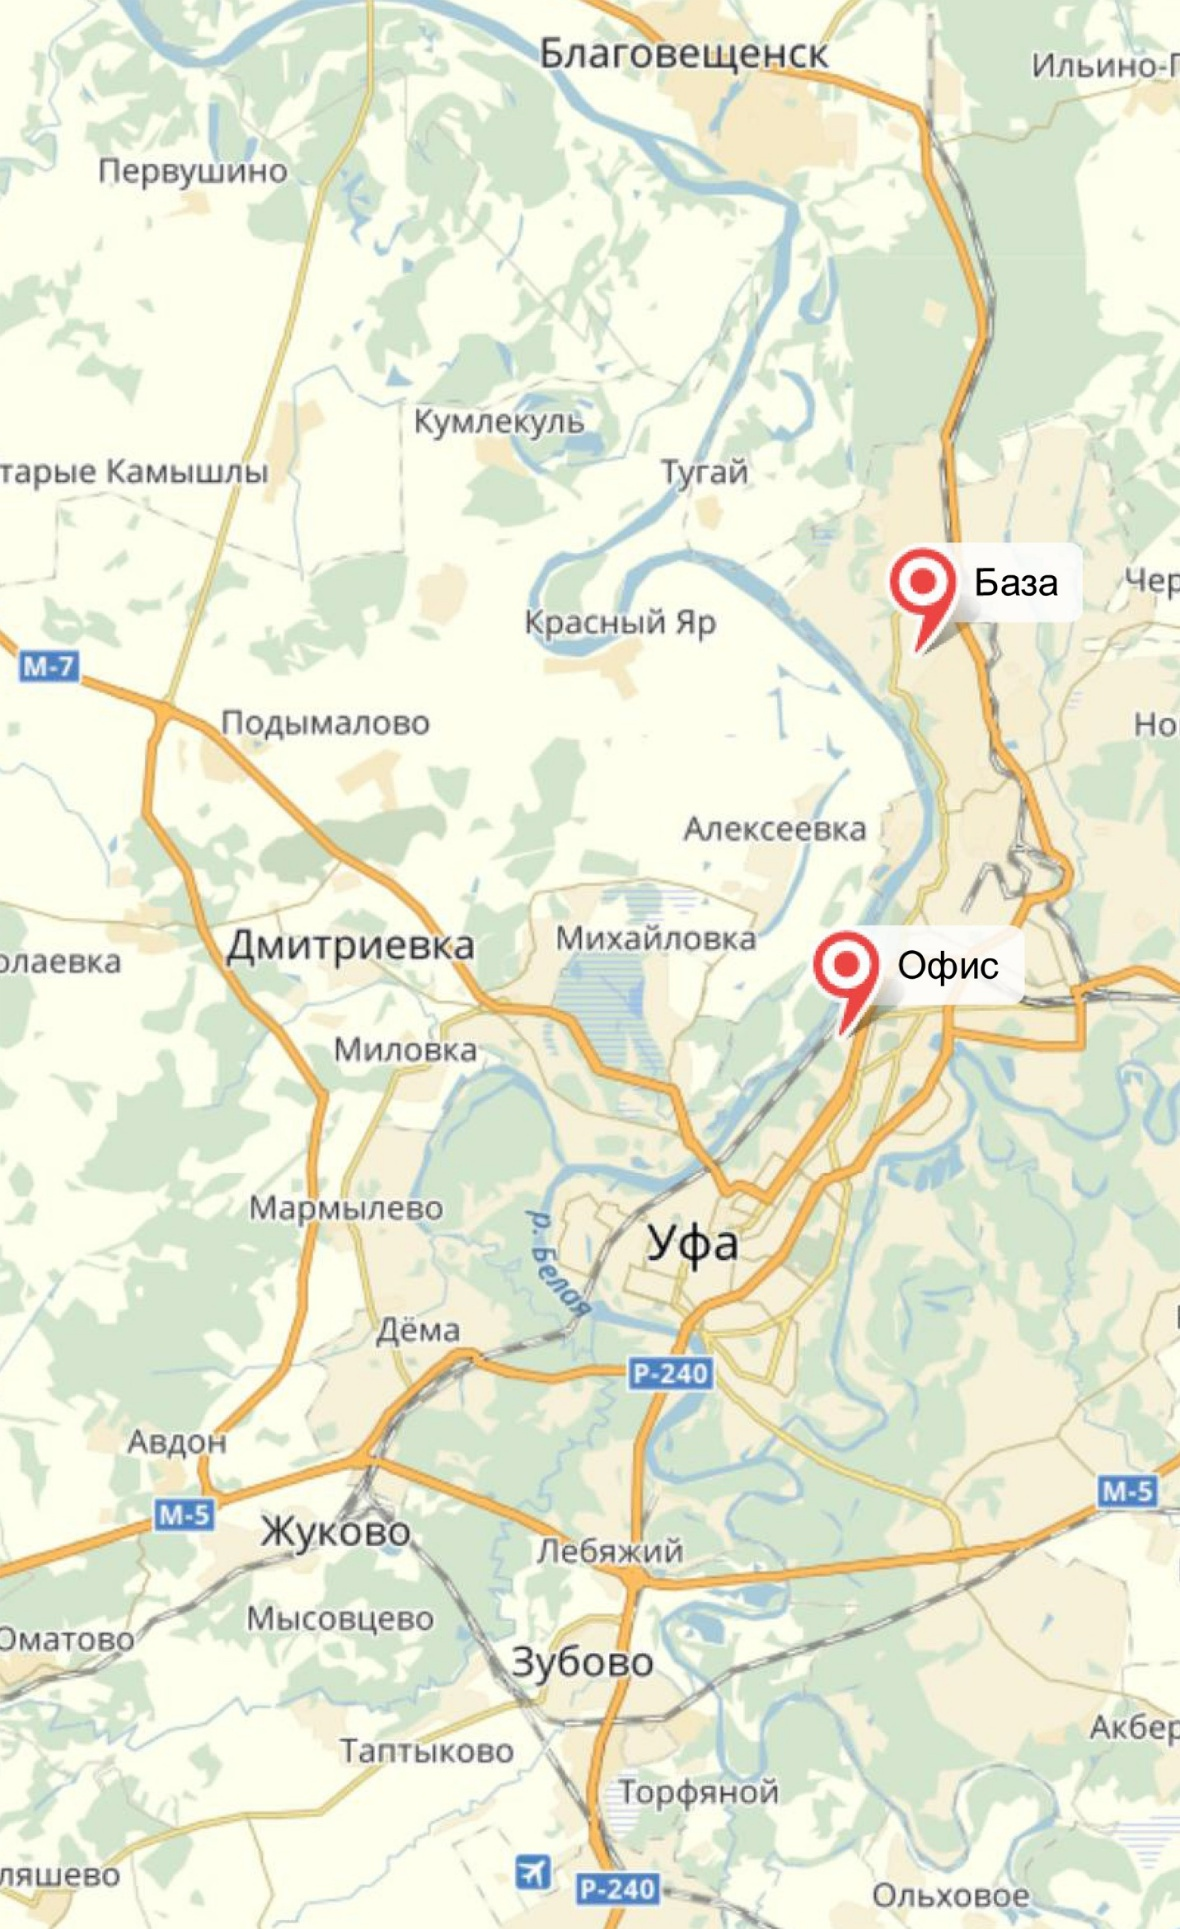 Благовещенск
Ильино-П
Первушино
Кумлекуль
тарые Камышлы
Тугай
База
Чер
Красный Яр
М-7
Подымалово
Но
Алексеевка
Михайловка
Дмитриевка
олаевка
Офис
Миловка
Мармылево
р. Белая
Уфа
Дёма
Р-240
Авдон
М-5
М-5
Жуково
Лебяжий
Мысовцево
Оматово
Зубово
Акбер
Таптыково
Торфяной
ляшево
Р-240
Ольховое